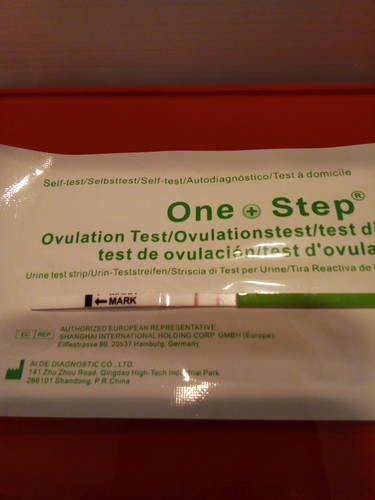 Self-test/Selbsttest/Self-test/Autodiagnóstico/Test à domicile
One + Step®
Ovulation Test/Ovulationstest/test di
test de ovulación/test d'ovula
Urine test strip/Urin-Teststreifen/Striscia di Test per Urine/Tira Reactiva de
MARK
EC REP
AUTHORIZED EUROPEAN REPRESENTATIVE
SHANGHAI INTERNATIONAL HOLDING CORP. GMBH (Europe)
Eiffestrasse 80, 20537 Hamburg, Germany
AI DE DIAGNOSTIC CO., LTD.
141 Zhu Zhou Road, Qingdao High-Tech Industrial Park
266101 Shandong, P.R.China